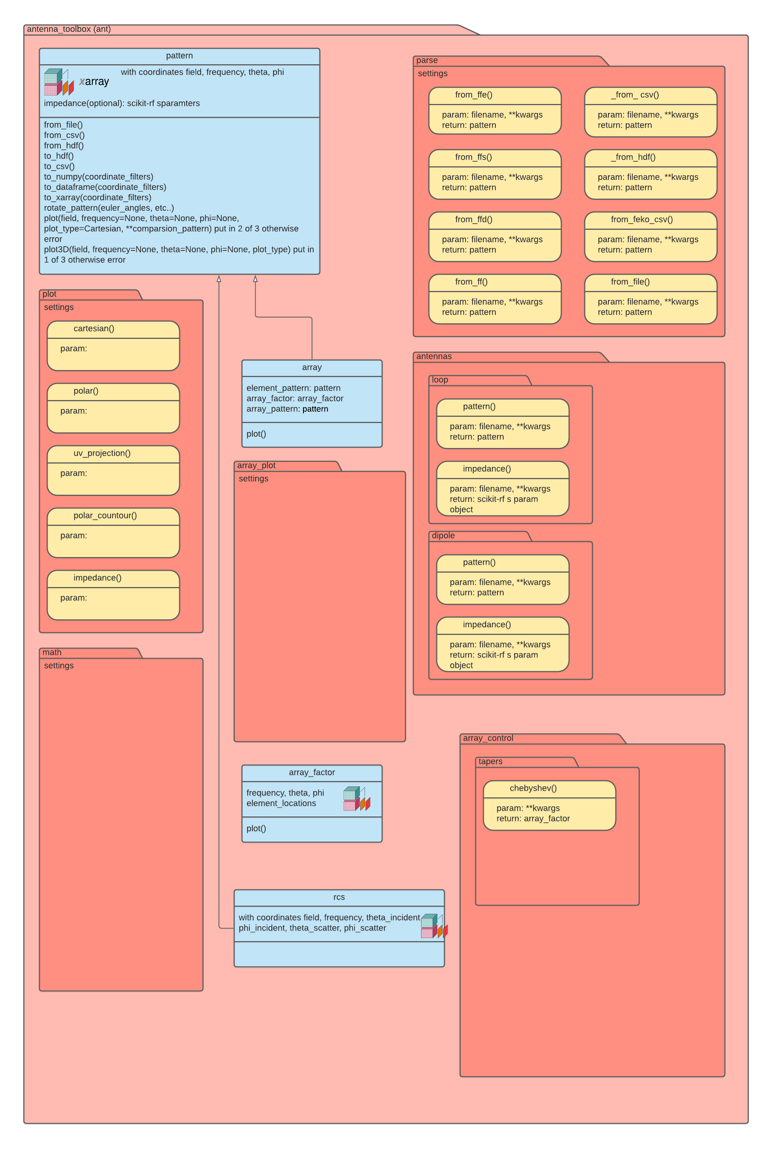 antenna_toolbox (ant)
pattern
with coordinates field, frequency, theta, phi
xarray
impedance(optional): scikit-rf sparamters
from_file()
from_csv()
from_hdf()
to_hdf()
to_csv()
to_numpy(coordinate_filters)
to_dataframe(coordinate_filters)
to_xarray(coordinate_filters)
rotate_pattern(euler_angles, etc..)
plot(field, frequency=None, theta=None, phi=None,
plot_type=Cartesian, **comparsion_pattern) put in 2 of 3 otherwise
error
plot3D(field, frequency=None, theta=None, phi=None, plot_type) put in
1 of 3 otherwise error
parse
settings
from_ffe()
param: filename, **kwargs
return: pattern
_from_ csv()
param: filename, **kwargs
return: pattern
from_ffs()
param: filename, **kwargs
return: pattern
_from_hdf()
param: filename, **kwargs
return: pattern
from_ffd()
param: filename, **kwargs
return: pattern
from_feko_csv()
param: filename, **kwargs
return: pattern
from_ff()
param: filename, **kwargs
return: pattern
from_file()
param: filename, **kwargs
return: pattern
plot
settings
cartesian()
param:
polar()
param:
uv_projection()
param:
polar_countour()
param:
impedance()
param:
array
element_pattern: pattern
array_factor: array_factor
array_pattern: pattern
plot()
antennas
loop
pattern()
param: filename, **kwargs
return: pattern
impedance()
param: filename, **kwargs
return: scikit-rf s param
object
dipole
pattern()
param: filename, **kwargs
return: pattern
impedance()
param: filename, **kwargs
return: scikit-rf s param
object
array_plot
settings
math
settings
array_factor
frequency, theta, phi
element_locations
plot()
array_control
tapers
chebyshev()
param: **kwargs
return: array_factor
rcs
with coordinates field, frequency, theta_incident
phi_incident, theta_scatter, phi_scatter